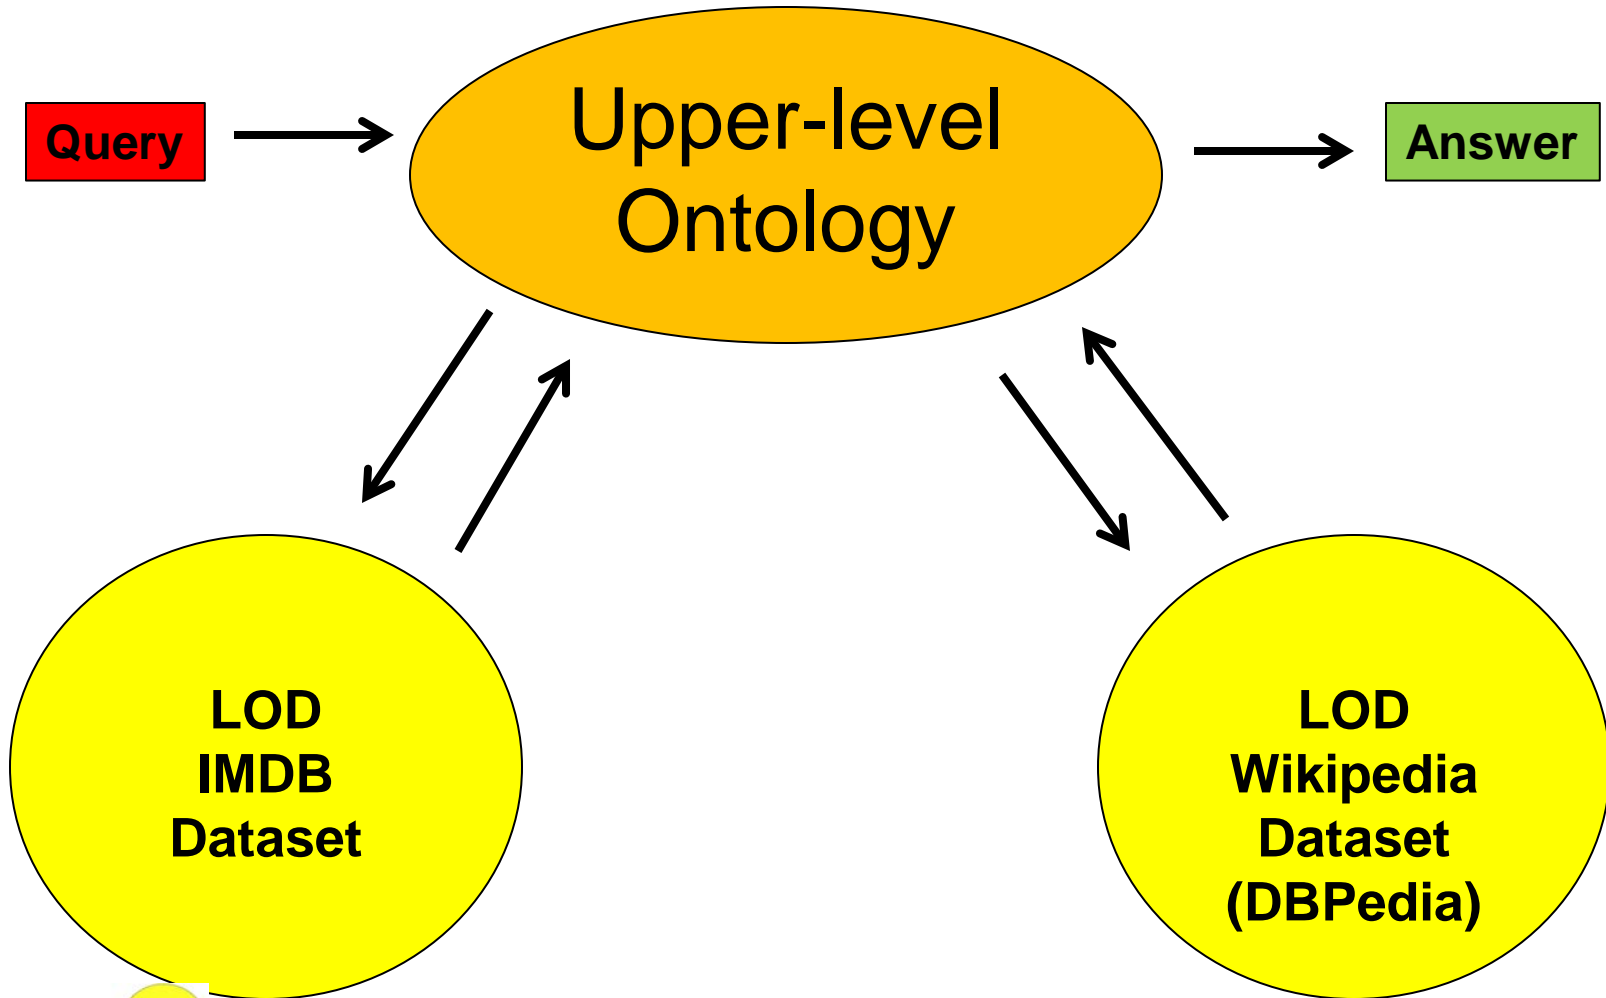 Query
Upper-level
Ontology
Answer
LOD
IMDB
Dataset
LOD
Wikipedia
Dataset
(DBPedia)